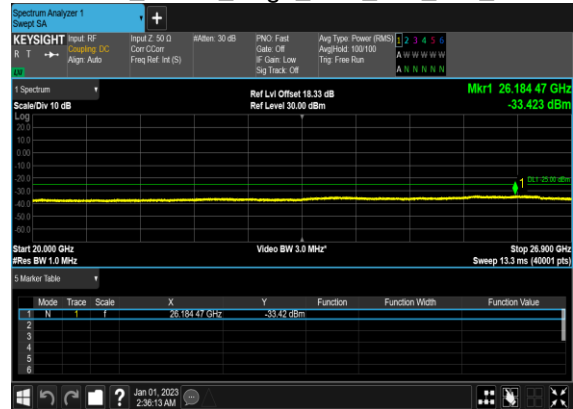 Spectrum Analyzer 1
Swept SA
KEYSIGHT Input: RF Input Z: 50 Ω #Atten: 30 dB PNO: Fast Avg Type: Power (RMS) 1 2 3 4 5 6
R T Coupling: DC Corr CCorr Gate: Off Avg|Hold: 100/100 A W W W W W
Align: Auto Freq Ref: Int (S) IF Gain: Low Trig: Free Run
LW Sig Track: Off A N N N N N
1 Spectrum Ref Lvl Offset 18.33 dB Mkr1 26.184 47 GHz
Scale/Div 10 dB Ref Level 30.00 dBm -33.423 dBm
Log
20.0
10.0
0.00
-10.0
-20.0
1 DL1 -25.00 dBm
-30.0
-40.0
-50.0
-60.0
Start 20.000 GHz Video BW 3.0 MHz* Stop 26.900 GHz
#Res BW 1.0 MHz Sweep 13.3 ms (40001 pts)
5 Marker Table
Mode Trace Scale X Y Function Function Width Function Value
1 N 1 f 26.184 47 GHz -33.42 dBm
2
3
4
5
6
? Jan 01, 2023
2:36:13 AM